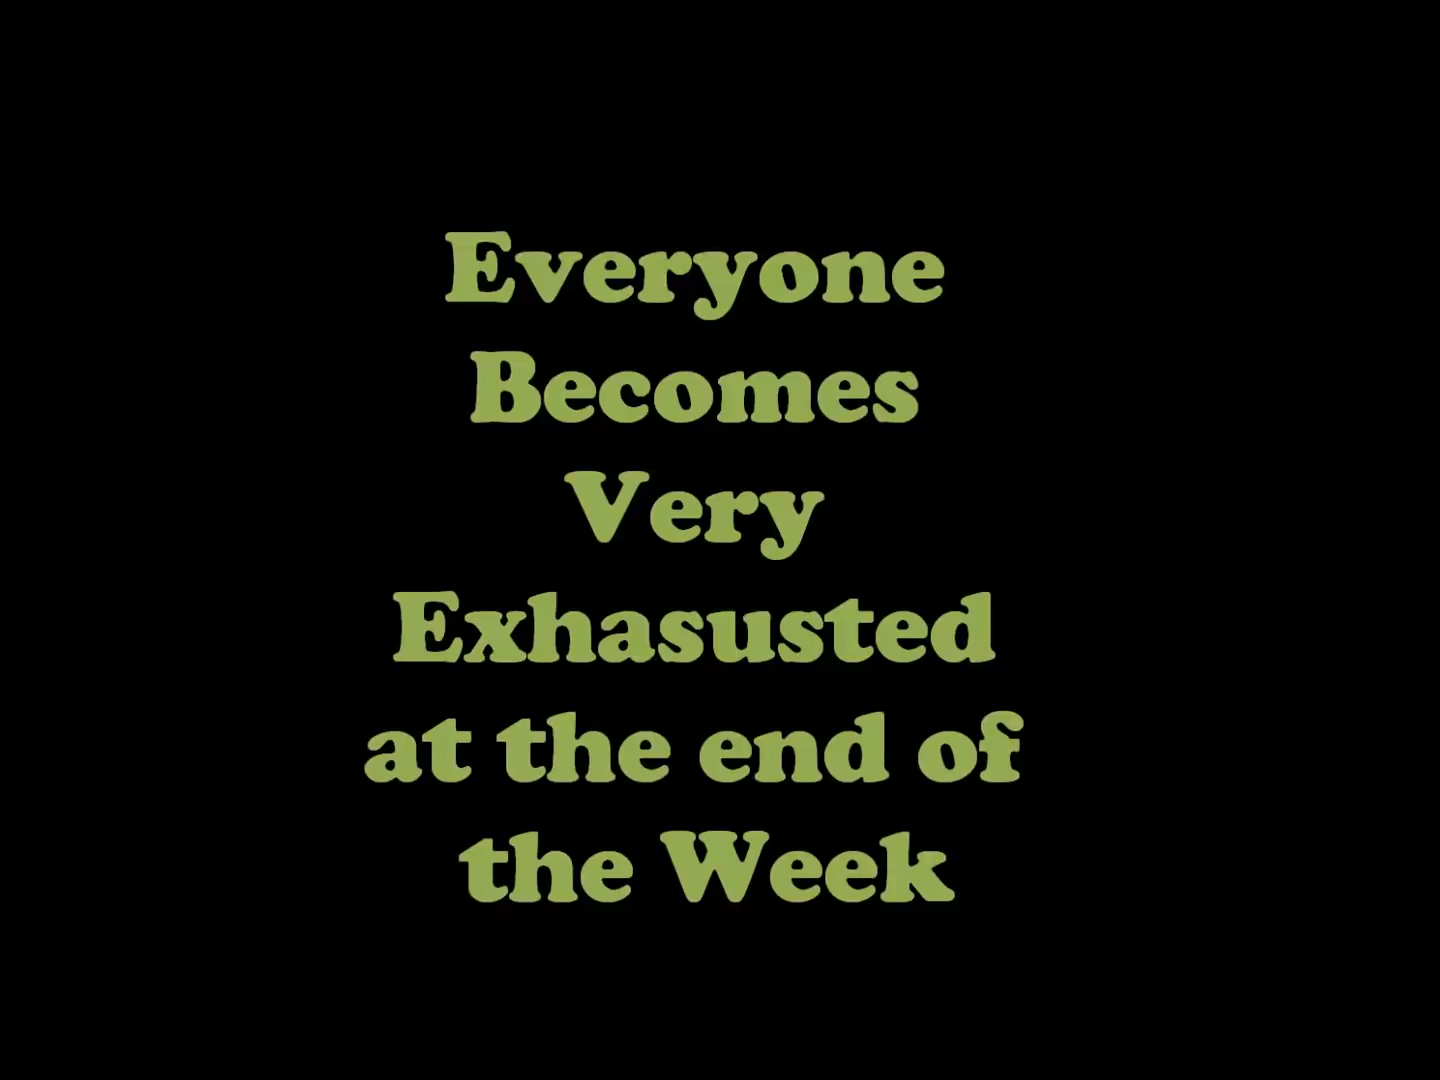 Everyone
Becomes
Very
Exhasusted
at the end of
the Week